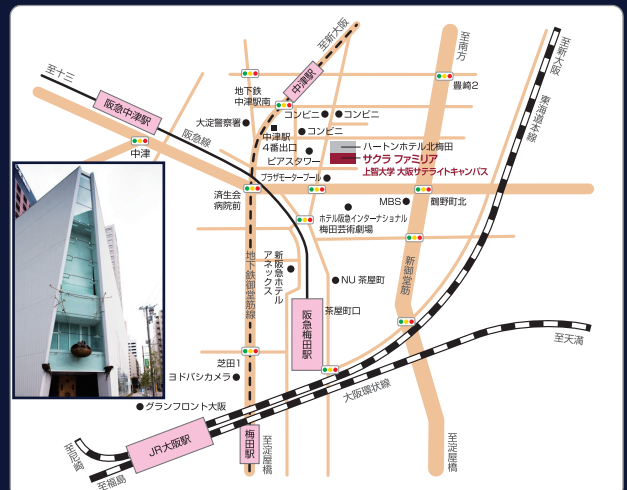 至新大阪
至南方
至新大阪
至十三
中津駅
豊崎2
地下鉄
中津駅南
阪急中津駅
コンビニ
コンビニ
東海道本線
大淀警察署
コンビニ
阪急線
中津駅
4番出口
ハートンホテル北梅田
中津
ピアスタワー
サクラ ファミリア
上智大学 大阪サテライトキャンパス
プラザモータープール
済生会
病院前
MBS
鶴野町北
ホテル阪急インターナショナル
梅田芸術劇場
地下鉄御堂筋線
新阪急ホテル
アネックス
新御堂筋
NU 茶屋町
茶屋町口
阪急梅田駅
至天満
芝田1
ヨドバシカメラ
大阪環状線
グランフロント大阪
JR大阪駅
梅田駅
至淀屋橋
至淀屋橋
至尼崎
至福島